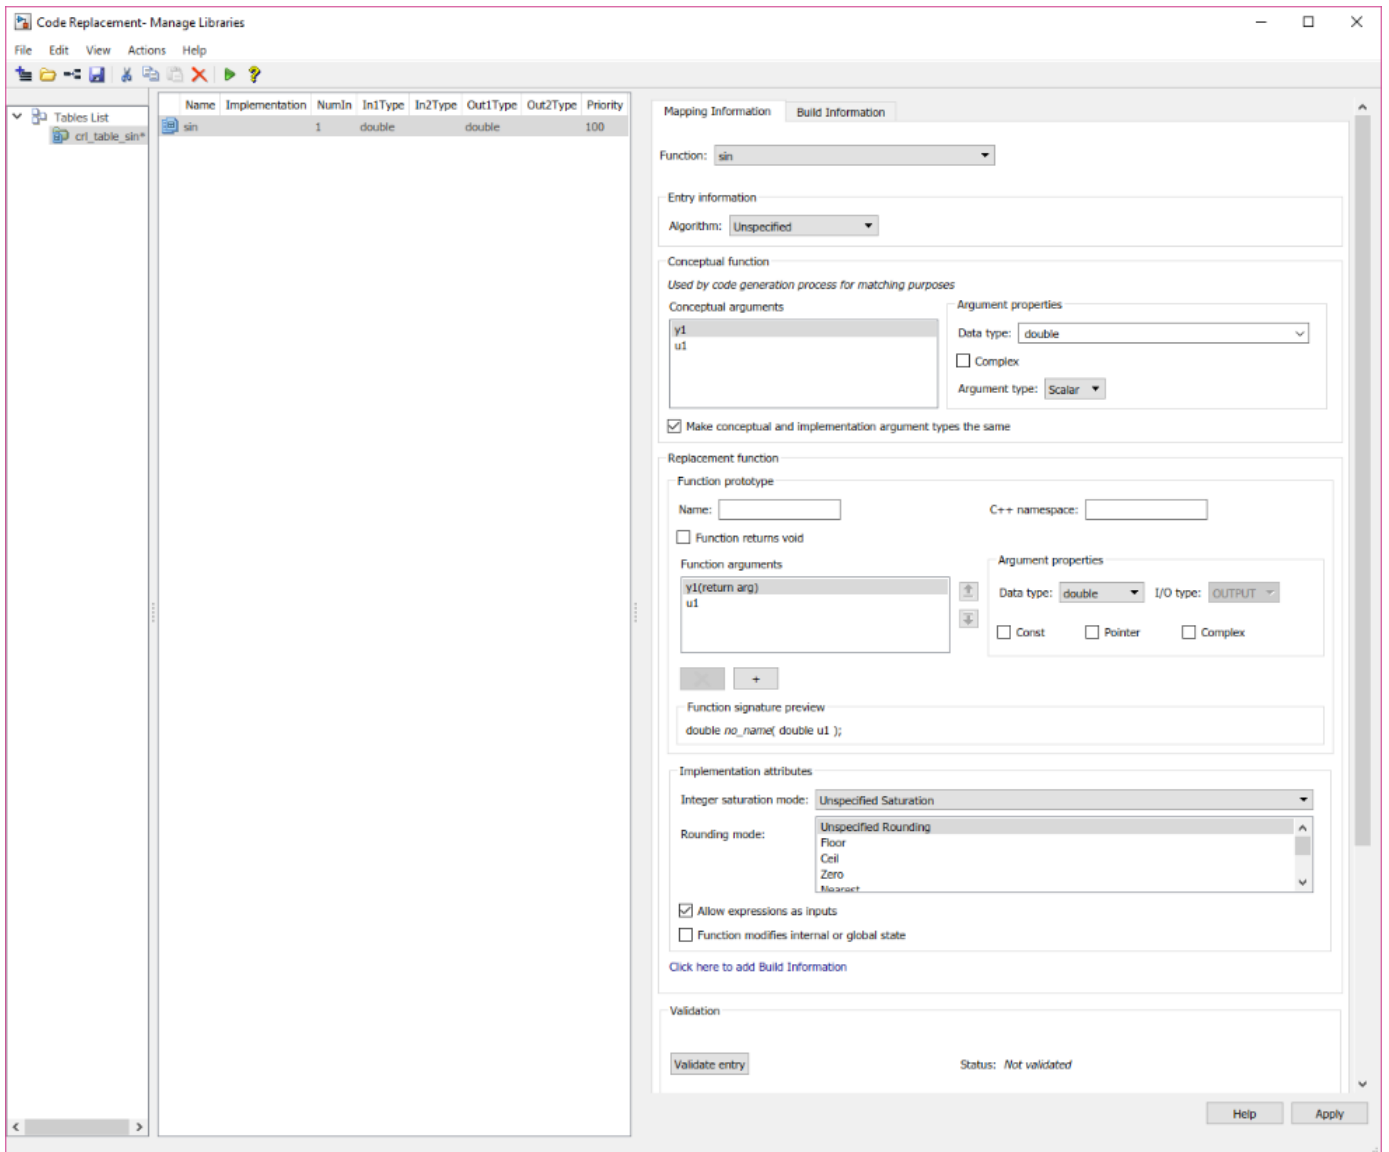 Code Replacement- Manage Libraries
File Edit View Actions Help
Tables List
crl_table_sin*
Name Implementation NumIn In1Type In2Type Out1Type Out2Type Priority
sin 1 double double 100
Mapping Information Build Information
Function: sin
Entry information
Algorithm: Unspecified
Conceptual function
Used by code generation process for matching purposes
Conceptual arguments
y1
u1
Argument properties
Data type: double
Complex
Argument type: Scalar
Make conceptual and implementation argument types the same
Replacement function
Function prototype
Name:
C++ namespace:
Function returns void
Function arguments
y1(return arg)
u1
Argument properties
Data type: double I/O type: OUTPUT
Const Pointer Complex
+
Function signature preview
double no_name( double u1 );
Implementation attributes
Integer saturation mode: Unspecified Saturation
Rounding mode:
Unspecified Rounding
Floor
Ceil
Zero
Nearest
Allow expressions as inputs
Function modifies internal or global state
Click here to add Build Information
Validation
Validate entry
Status: Not validated
Help Apply